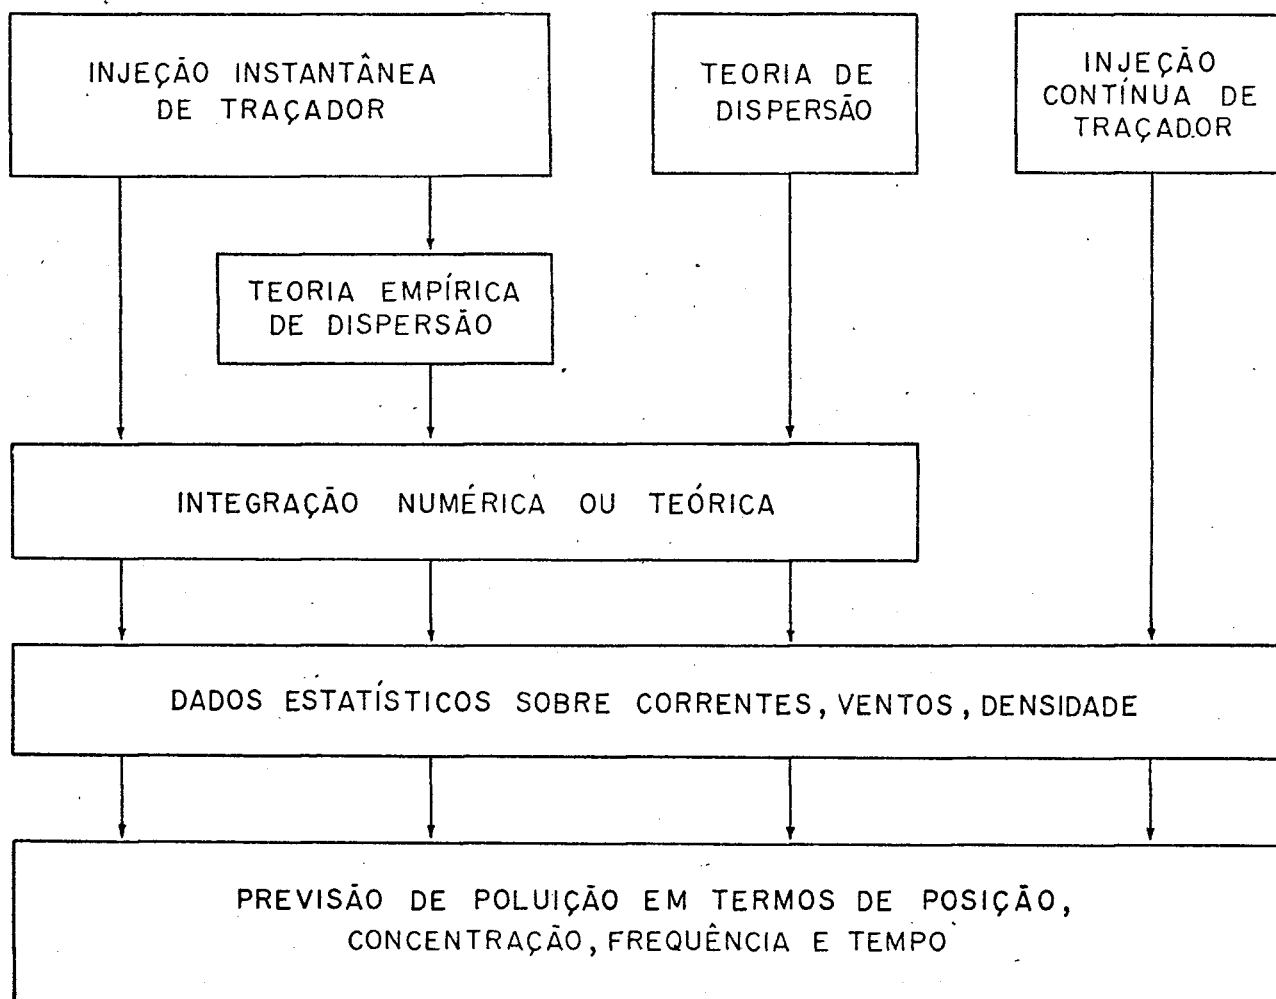 INJEÇÃO INSTANTÂNEA
DE TRAÇADOR
TEORIA DE
DISPERSÃO
INJEÇÃO
CONTÍNUA DE
TRAÇADOR
TEORIA EMPÍRICA
DE DISPERSÃO
INTEGRAÇÃO NUMÉRICA OU TEÓRICA
DADOS ESTATÍSTICOS SOBRE CORRENTES, VENTOS, DENSIDADE
PREVISÃO DE POLUIÇÃO EM TERMOS DE POSIÇÃO,
CONCENTRAÇÃO, FREQUÊNCIA E TEMPO